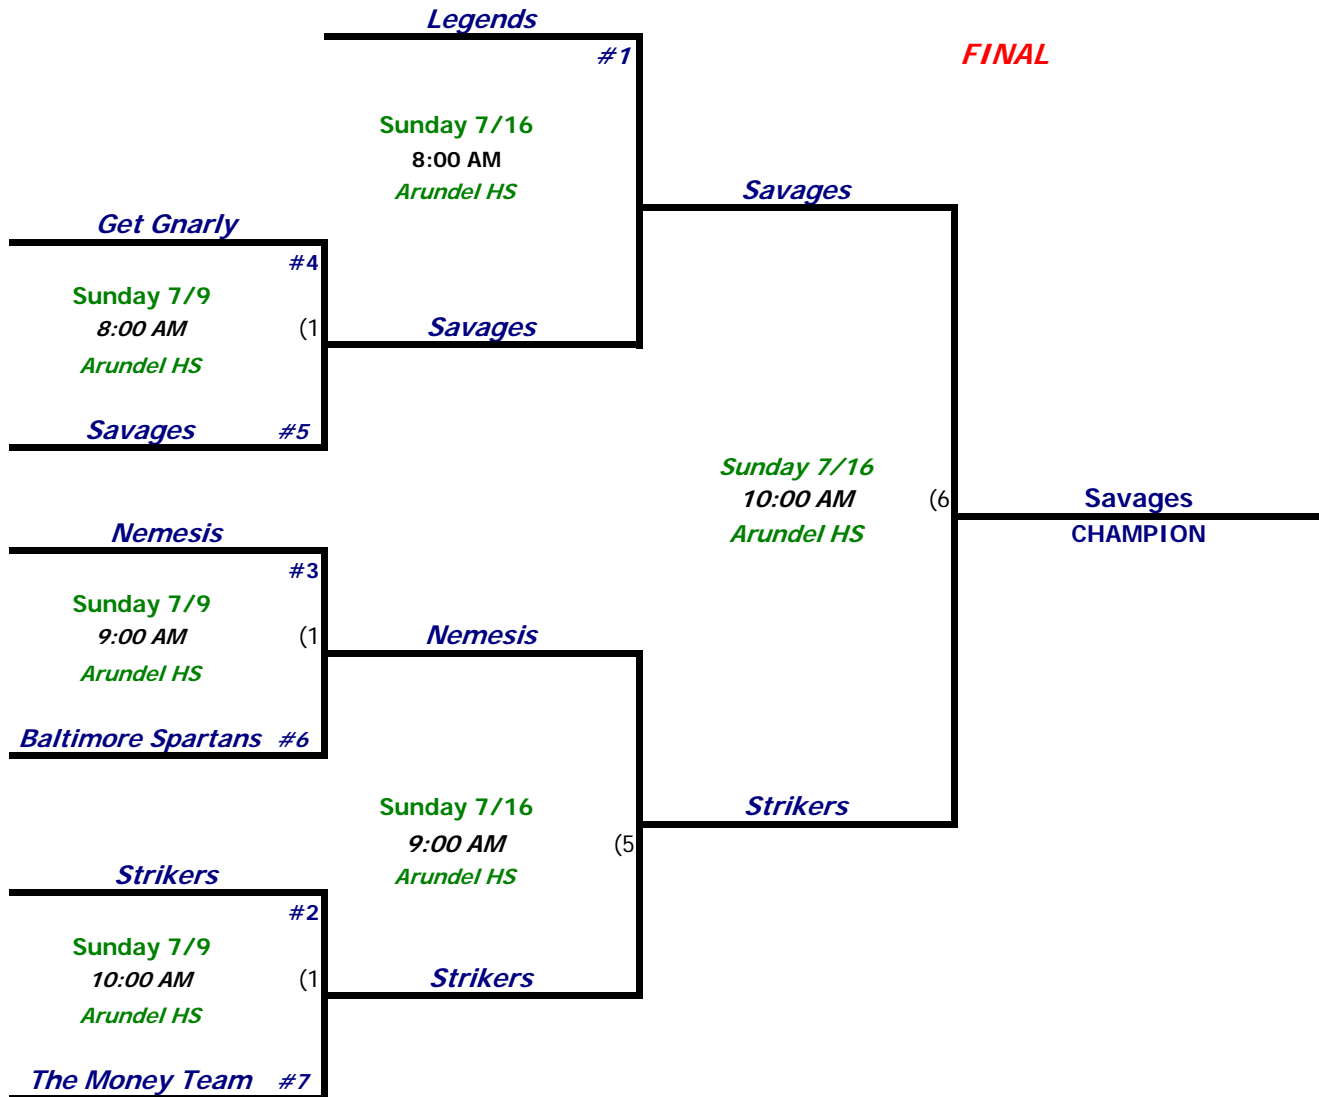 Legends
#1
FINAL
Sunday 7/16
8:00 AM
Arundel HS
Savages
Get Gnarly
#4
Sunday 7/9
8:00 AM (1
Arundel HS
Savages
Savages #5
Sunday 7/16
10:00 AM (6
Arundel HS
Savages
CHAMPION
Nemesis
#3
Sunday 7/9
9:00 AM (1
Arundel HS
Nemesis
Baltimore Spartans #6
Sunday 7/16
9:00 AM (5
Arundel HS
Strikers
Strikers
#2
Sunday 7/9
10:00 AM (1
Arundel HS
Strikers
The Money Team #7